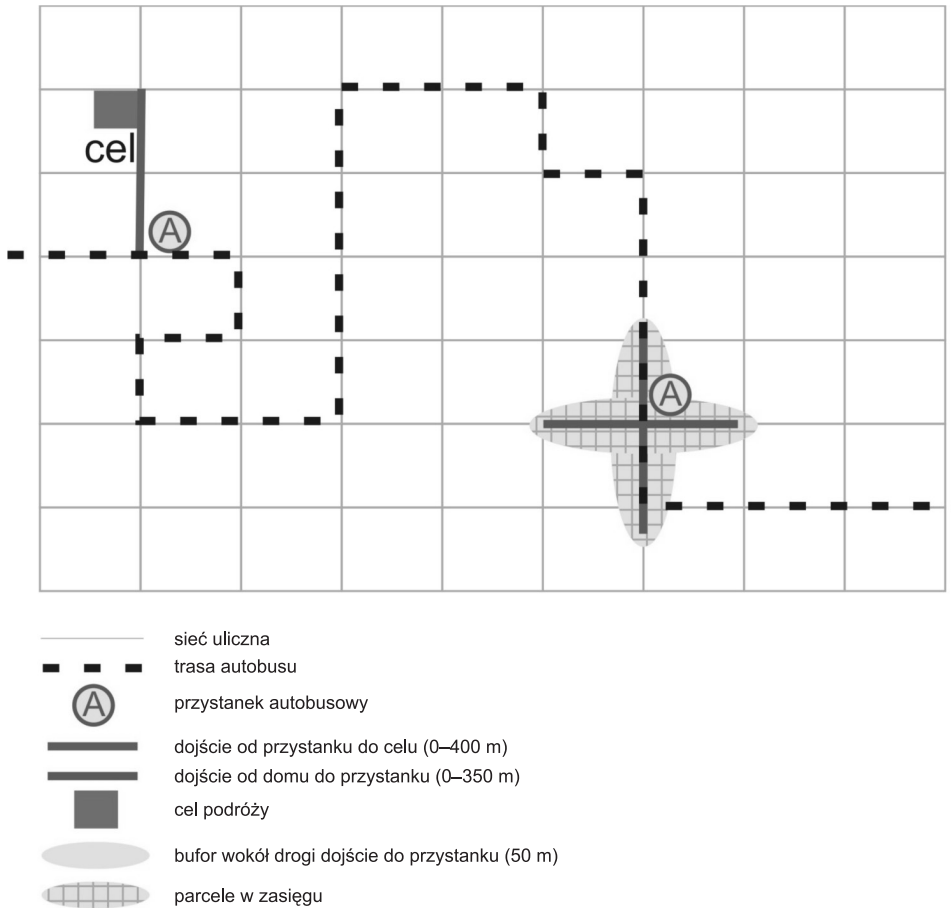 cel
A
A
sieć uliczna
trasa autobusu
A
przystanek autobusowy
dojście od przystanku do celu (0–400 m)
dojście od domu do przystanku (0–350 m)
cel podróży
bufor wokół drogi dojście do przystanku (50 m)
parcele w zasięgu